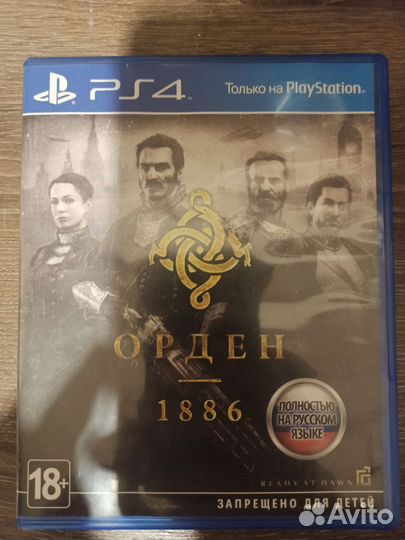 PS4
Только на PlayStation®
ОРДЕН
1886
ПОЛНОСТЬЮ
НА РУССКОМ
ЯЗЫКЕ
READY AT DAWN
18+
ЗАПРЕЩЕНО ДЛЯ ДЕТЕЙ
Avito